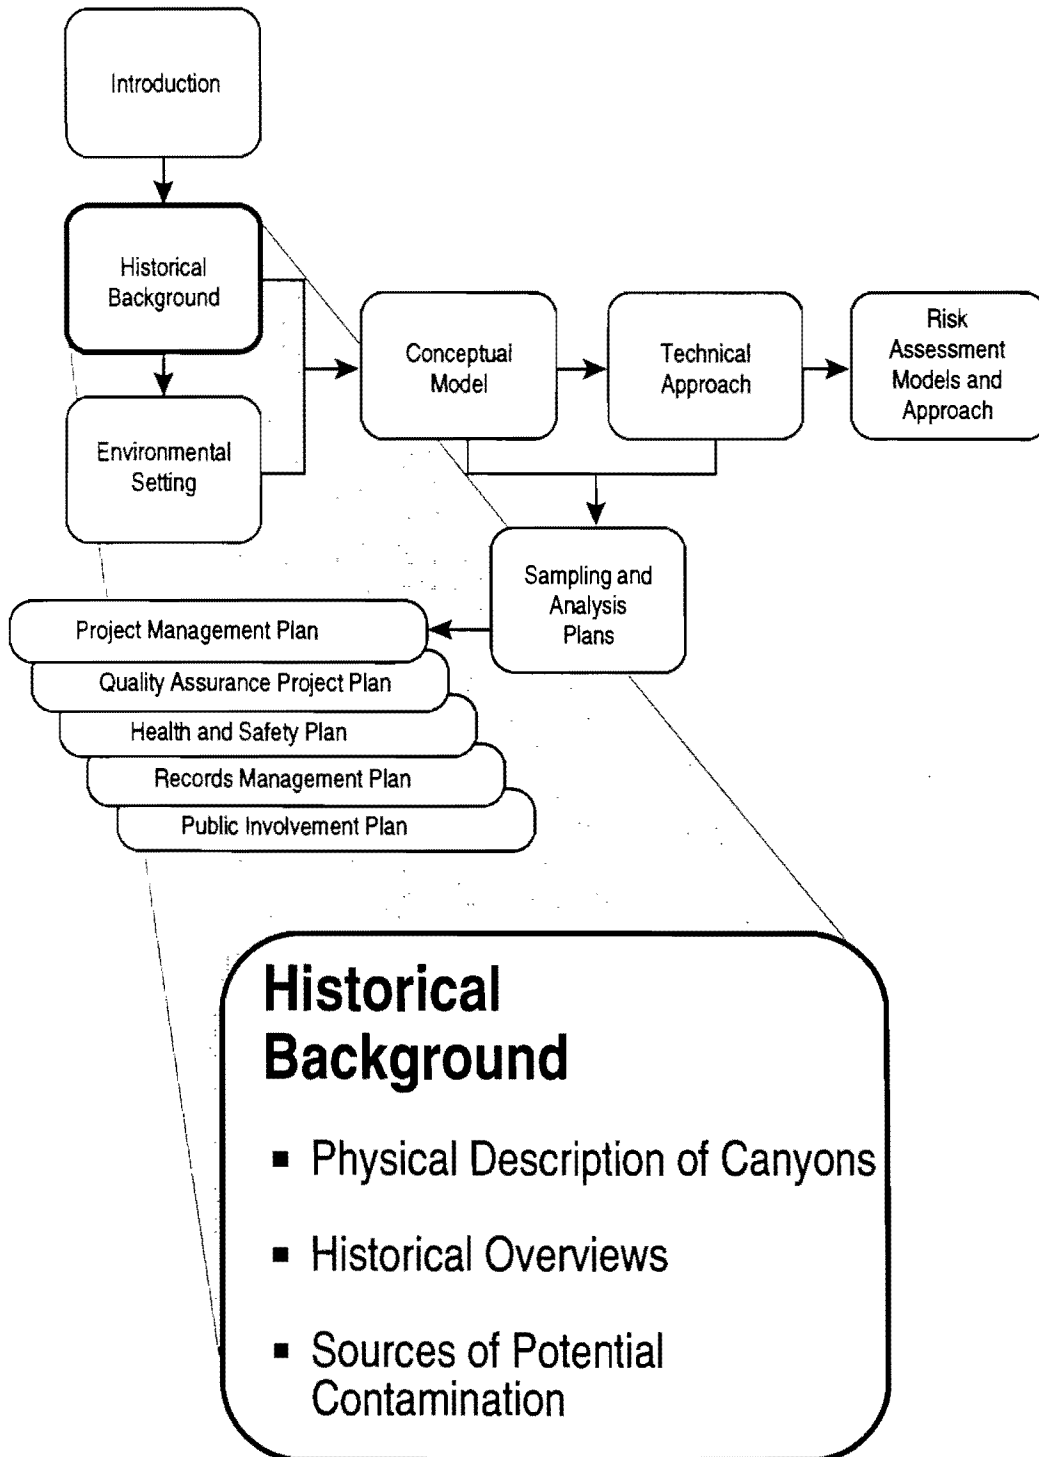 Introduction
Historical
Background
Environmental
Setting
Conceptual
Model
Technical
Approach
Risk
Assessment
Models and
Approach
Sampling and
Analysis
Plans
Project Management Plan
Quality Assurance Project Plan
Health and Safety Plan
Records Management Plan
Public Involvement Plan
Historical
Background
▪ Physical Description of Canyons
▪ Historical Overviews
▪ Sources of Potential
Contamination